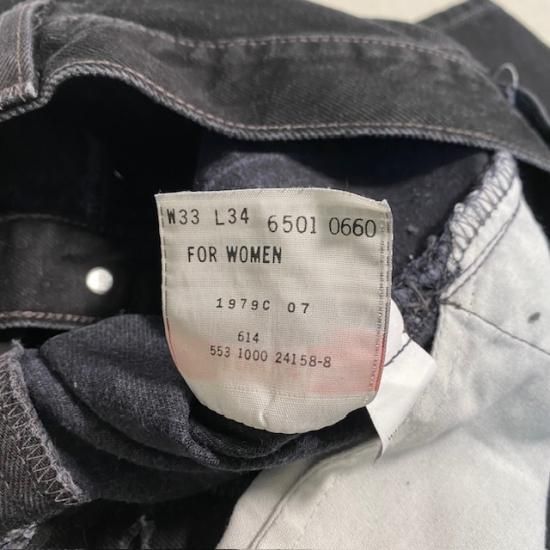 W33 L34 6501 0660
FOR WOMEN
1979C 07
614
553 1000 24158-8